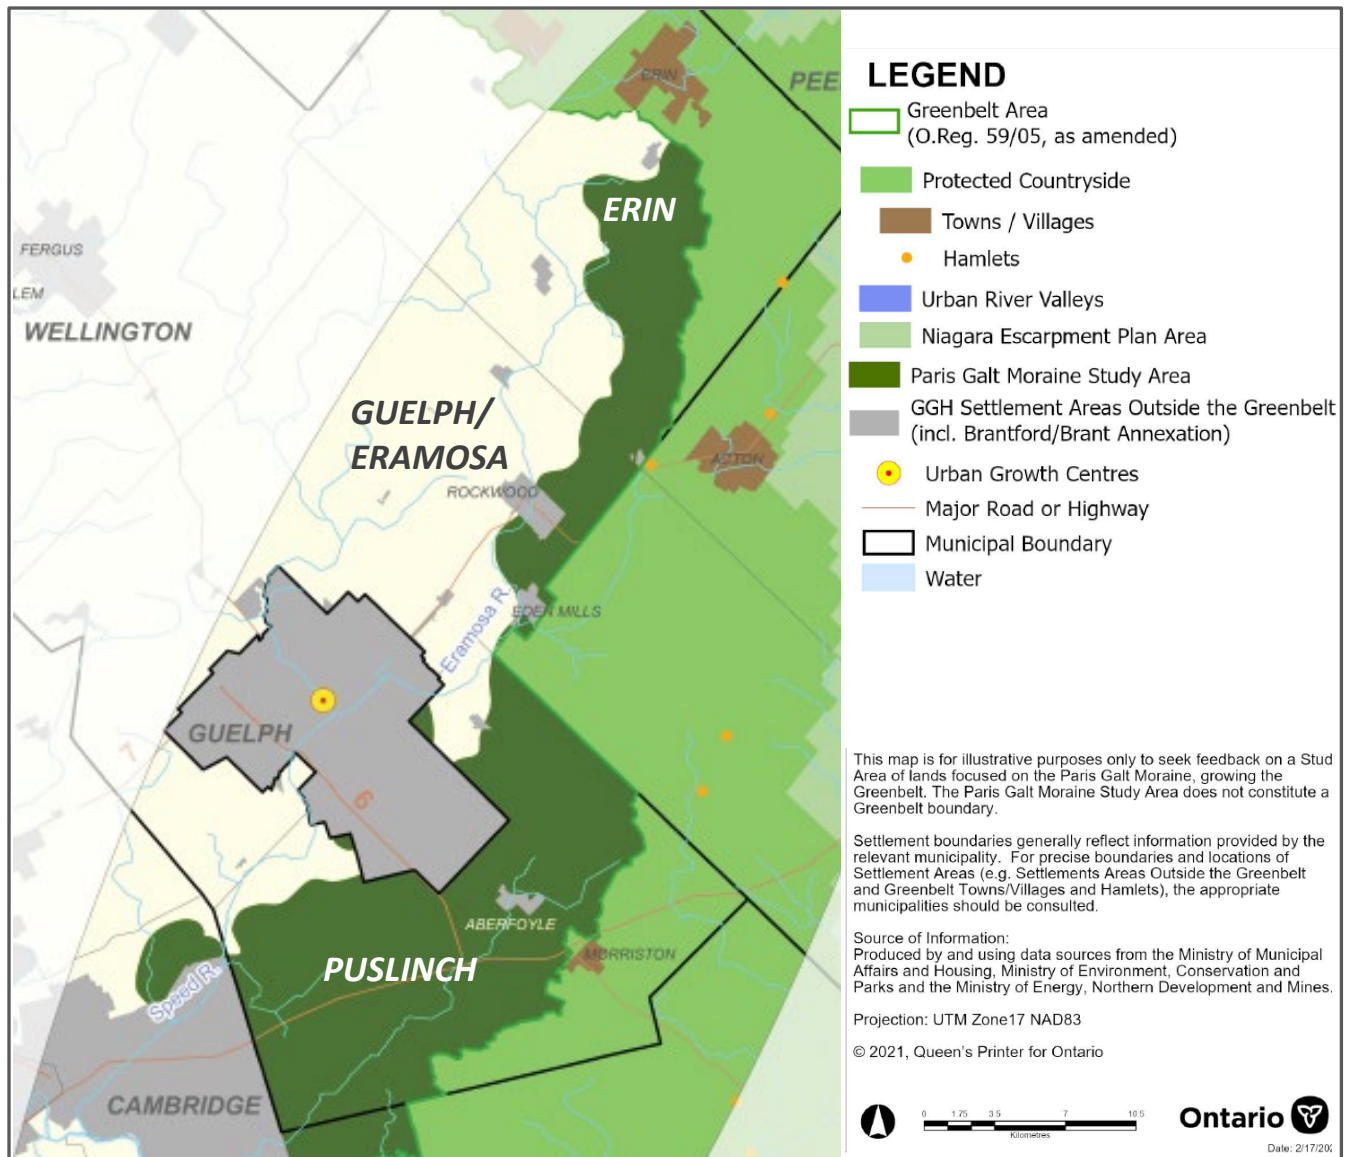 ERIN
PEE
ERIN
FERGUS
LEM
WELLINGTON
GUELPH/
ERAMOSA
ACTON
ROCKWOOD
EDEN MILLS
Eramosa R.
GUELPH
7
6
ABERFOYLE
MORRISTON
PUSLINCH
Speed R.
CAMBRIDGE
LEGEND
Greenbelt Area
(O.Reg. 59/05, as amended)
Protected Countryside
Towns / Villages
Hamlets
Urban River Valleys
Niagara Escarpment Plan Area
Paris Galt Moraine Study Area
GGH Settlement Areas Outside the Greenbelt
(incl. Brantford/Brant Annexation)
Urban Growth Centres
Major Road or Highway
Municipal Boundary
Water
This map is for illustrative purposes only to seek feedback on a Stud
Area of lands focused on the Paris Galt Moraine, growing the
Greenbelt. The Paris Galt Moraine Study Area does not constitute a
Greenbelt boundary.
Settlement boundaries generally reflect information provided by the
relevant municipality. For precise boundaries and locations of
Settlement Areas (e.g. Settlements Areas Outside the Greenbelt
and Greenbelt Towns/Villages and Hamlets), the appropriate
municipalities should be consulted.
Source of Information:
Produced by and using data sources from the Ministry of Municipal
Affairs and Housing, Ministry of Environment, Conservation and
Parks and the Ministry of Energy, Northern Development and Mines.
Projection: UTM Zone17 NAD83
© 2021, Queen's Printer for Ontario
0 1.75 3.5 7 10.5
Kilometres
Ontario
Date: 2/17/202